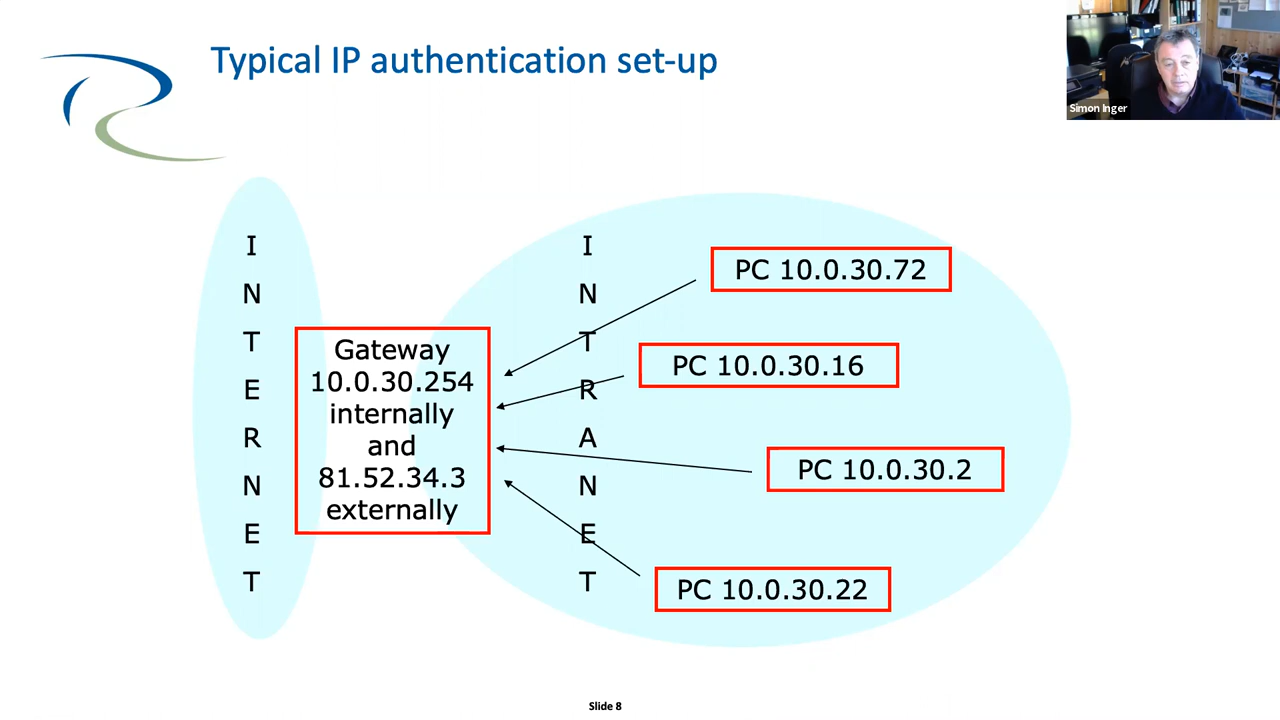 Typical IP authentication set-up
Simon Inger
I
N
T
E
R
N
E
T
Gateway
10.0.30.254
internally
and
81.52.34.3
externally
I
N
T
R
A
N
E
T
PC 10.0.30.72
PC 10.0.30.16
PC 10.0.30.2
PC 10.0.30.22
Slide 8